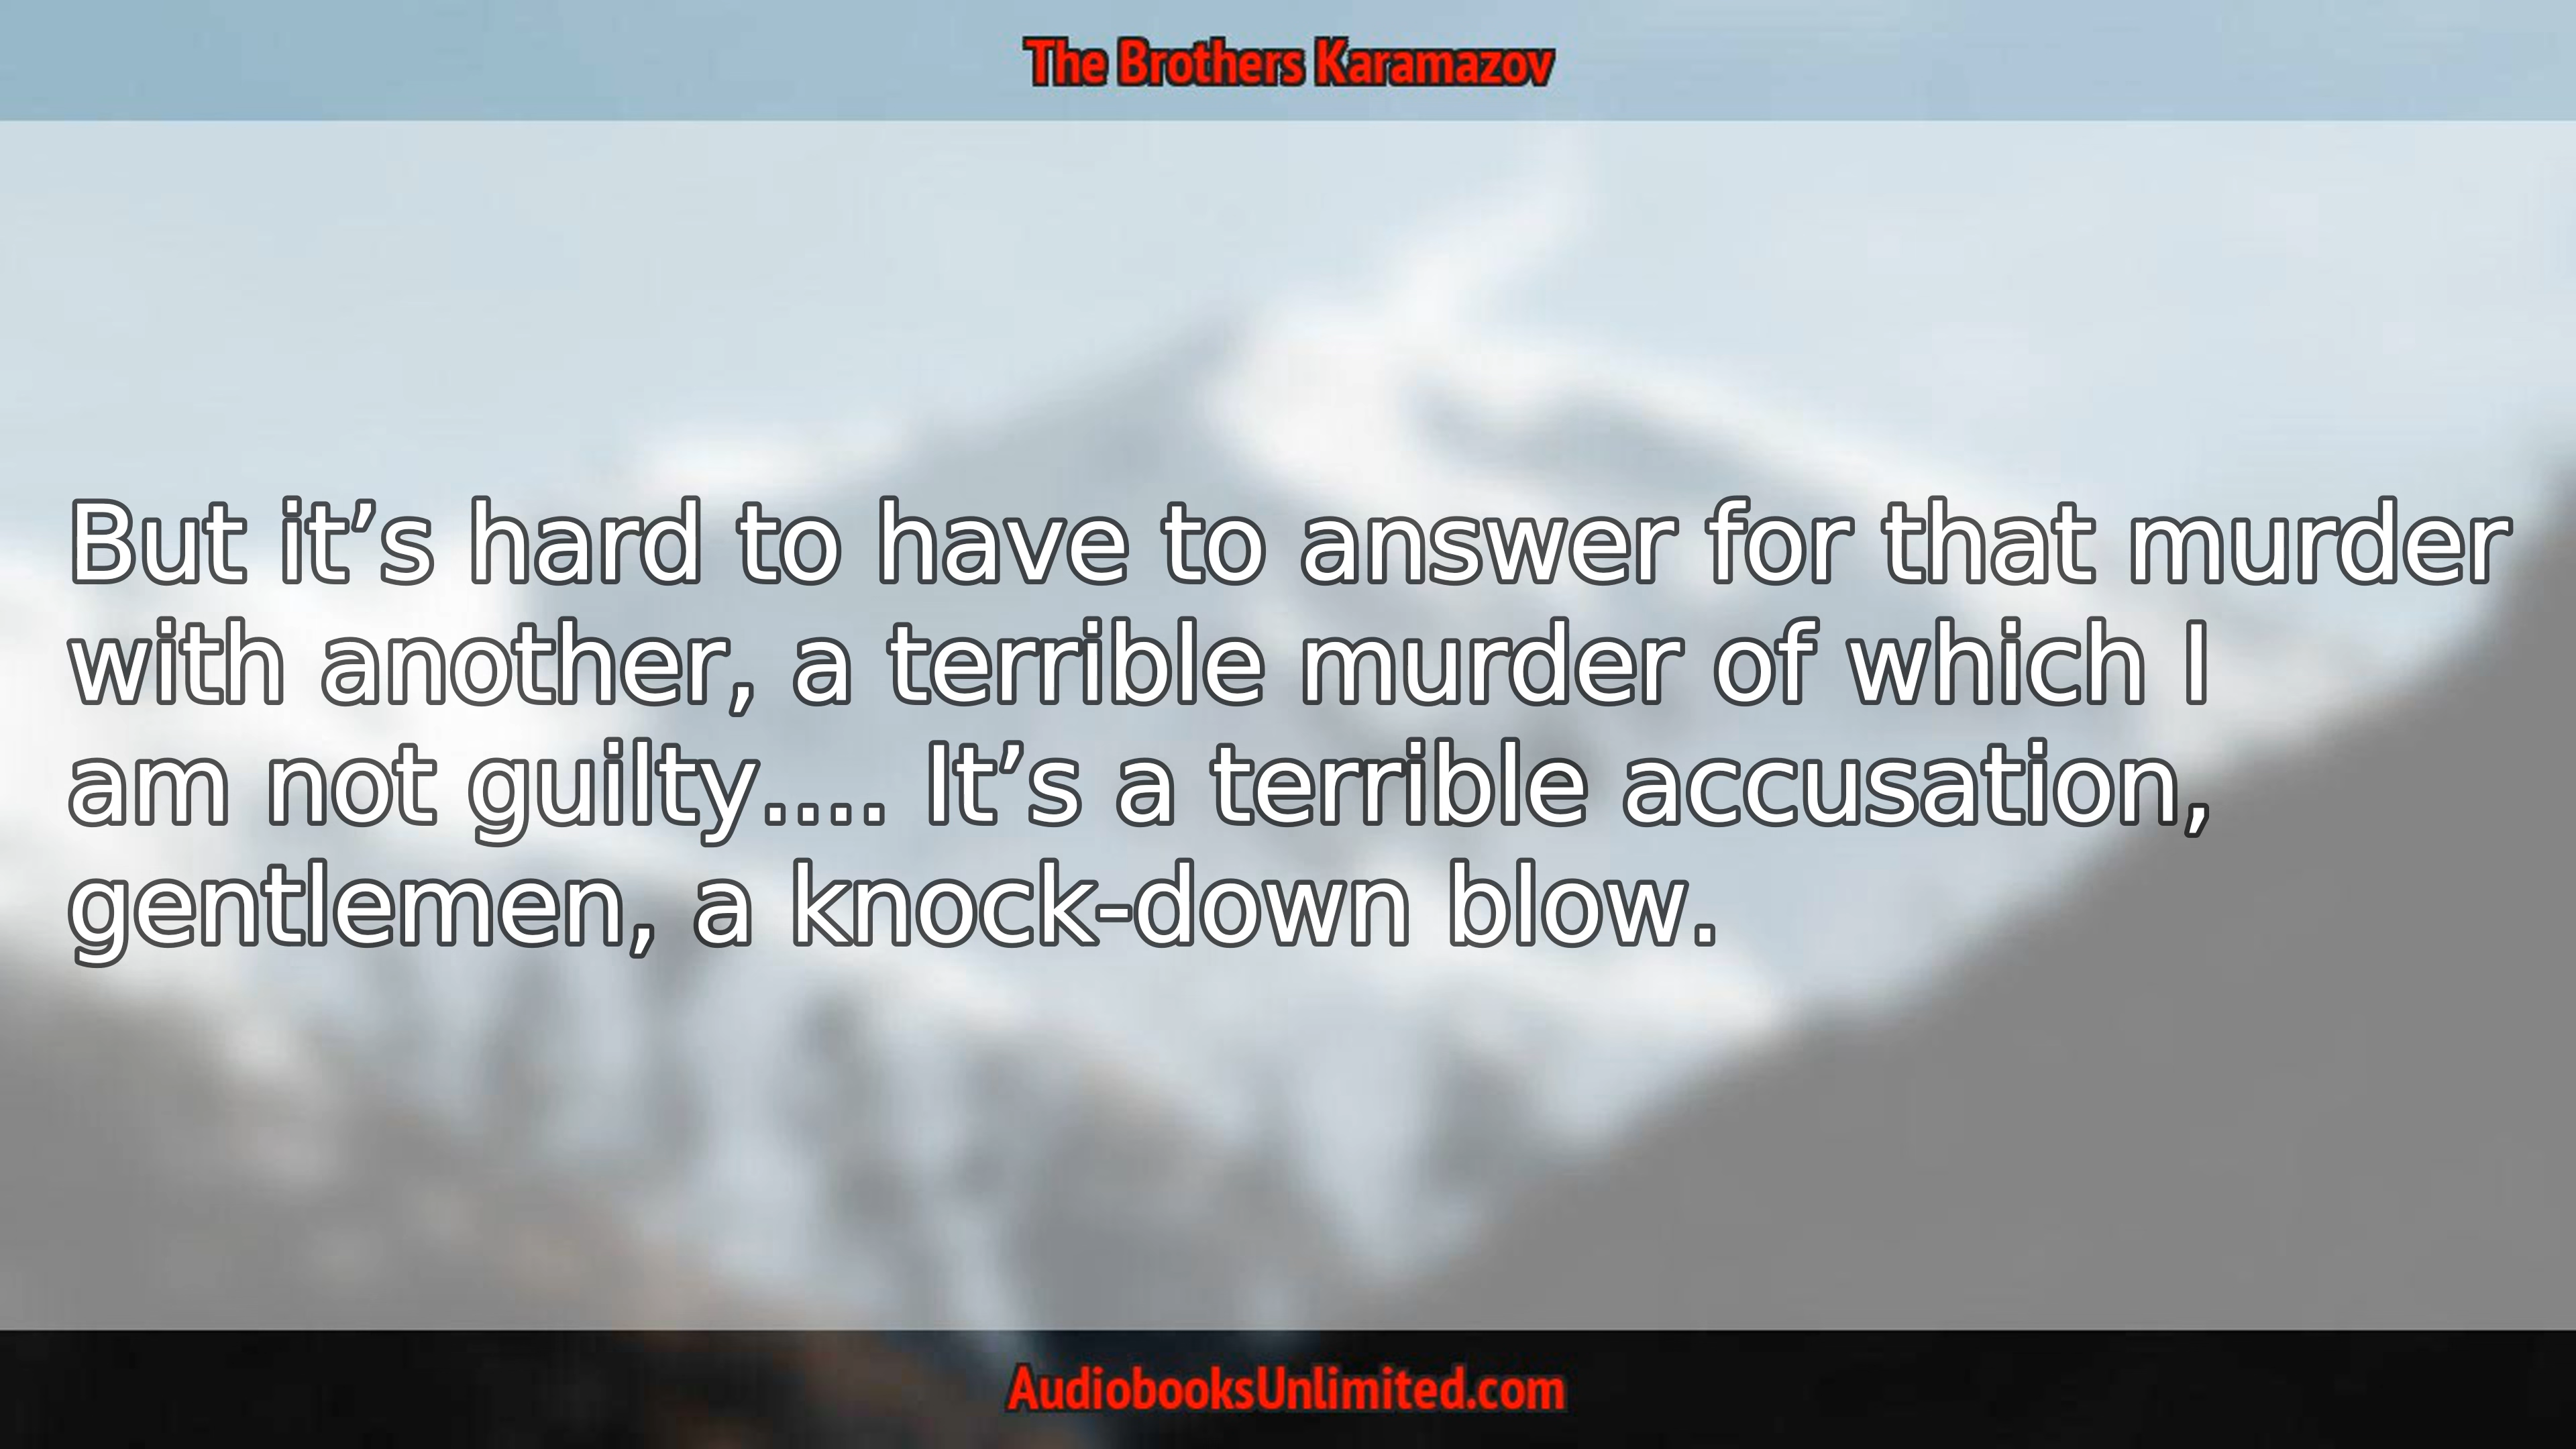 The Brothers Karamazov
But it’s hard to have to answer for that murder
with another, a terrible murder of which I
am not guilty.... It’s a terrible accusation,
gentlemen, a knock-down blow.
AudiobooksUnlimited.com